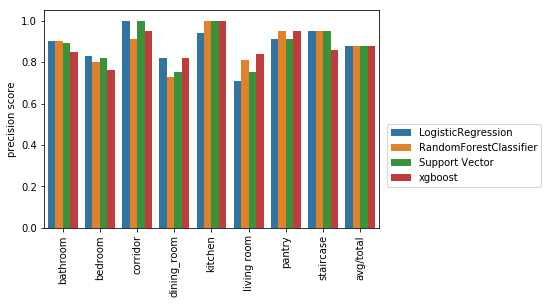 1.0
0.8
0.6
0.4
0.2
0.0
precision score
bathroom
bedroom
corridor
dining_room
kitchen
living room
pantry
staircase
avg/total
LogisticRegression
RandomForestClassifier
Support Vector
xgboost